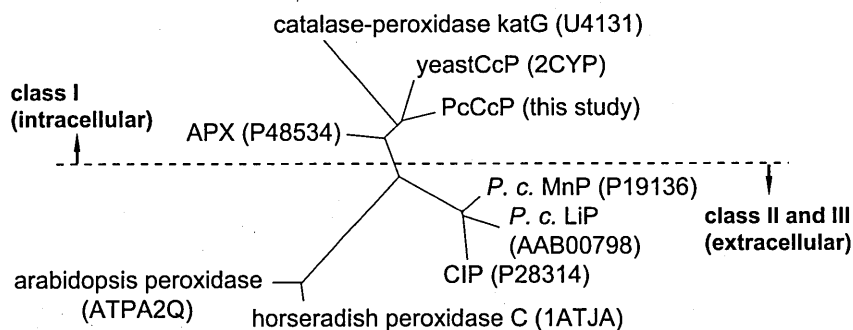 catalase-peroxidase katG (U4131)
yeastCcP (2CYP)
class I
(intracellular)
PcCcP (this study)
APX (P48534)
P. c. MnP (P19136)
P. c. LiP
(AAB00798)
class II and III
(extracellular)
CIP (P28314)
arabidopsis peroxidase
(ATPA2Q)
horseradish peroxidase C (1ATJA)